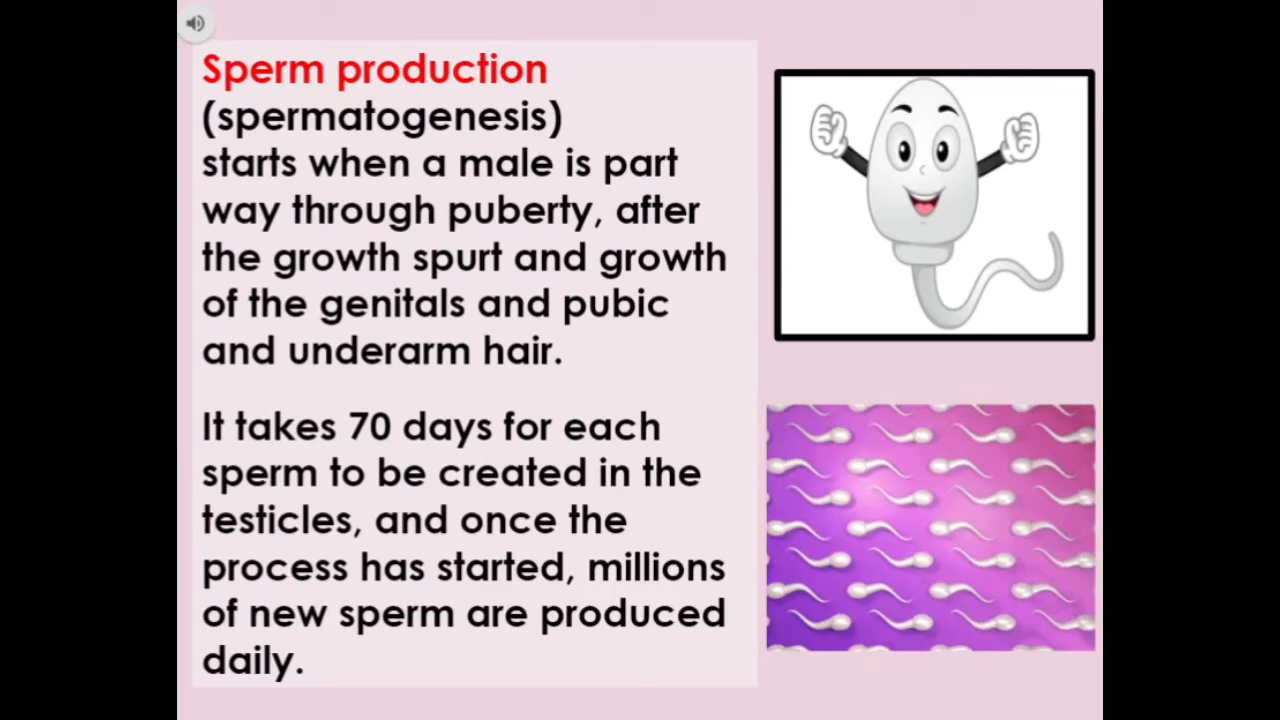 Sperm production
(spermatogenesis)
starts when a male is part
way through puberty, after
the growth spurt and growth
of the genitals and pubic
and underarm hair.
It takes 70 days for each
sperm to be created in the
testicles, and once the
process has started, millions
of new sperm are produced
daily.